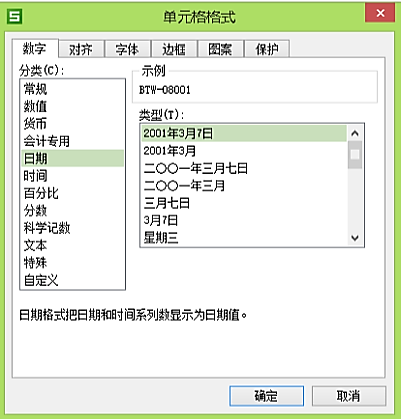 S
单元格格式
数字 对齐 字体 边框 图案 保护
分类(C):
常规
数值
货币
会计专用
日期
时间
百分比
分数
科学记数
文本
特殊
自定义
示例
BTW-08001
类型(T):
2001年3月7日
2001年3月
二〇〇一年三月七日
二〇〇一年三月
三月七日
3月7日
星期三
日期格式把日期和时间系列数显示为日期值。
确定 取消